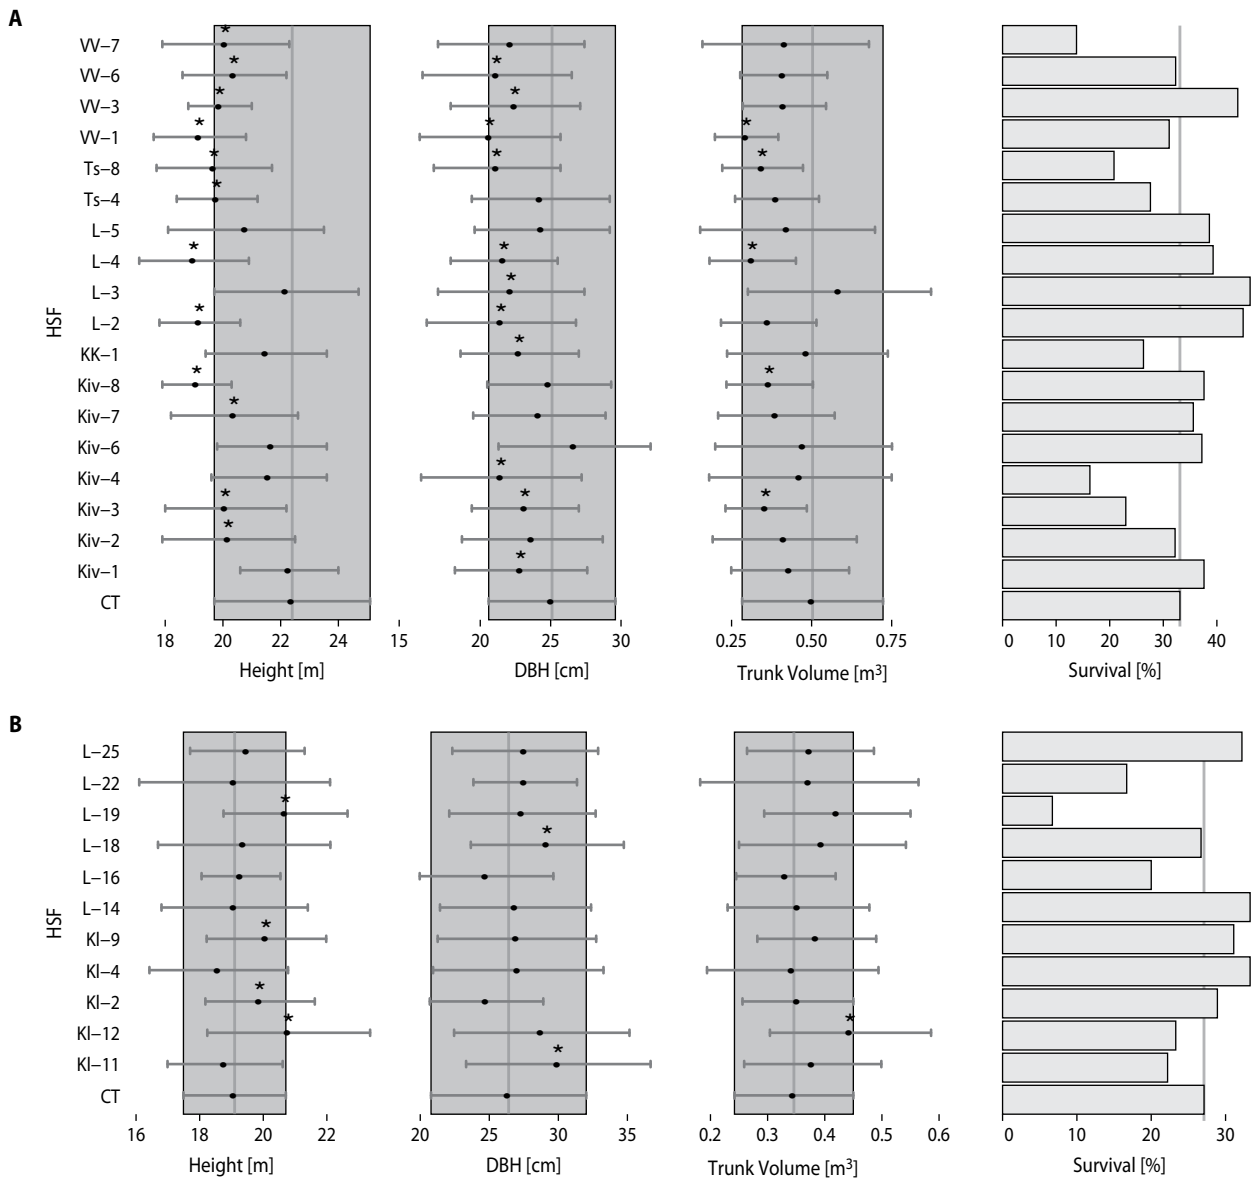 A
VV–7
VV–6
VV–3
VV–1
Ts–8
Ts–4
L–5
L–4
L–3
L–2
KK–1
Kiv–8
Kiv–7
Kiv–6
Kiv–4
Kiv–3
Kiv–2
Kiv–1
CT
HSF
18 20 22 24 15 20 25 30 0.25 0.50 0.75 0 10 20 30 40
Height [m] DBH [cm] Trunk Volume [m³] Survival [%]
B
L–25
L–22
L–19
L–18
L–16
L–14
Kl–9
Kl–4
Kl–2
Kl–12
Kl–11
CT
HSF
16 18 20 22 20 25 30 35 0.2 0.3 0.4 0.5 0.6 0 10 20 30
Height [m] DBH [cm] Trunk Volume [m³] Survival [%]